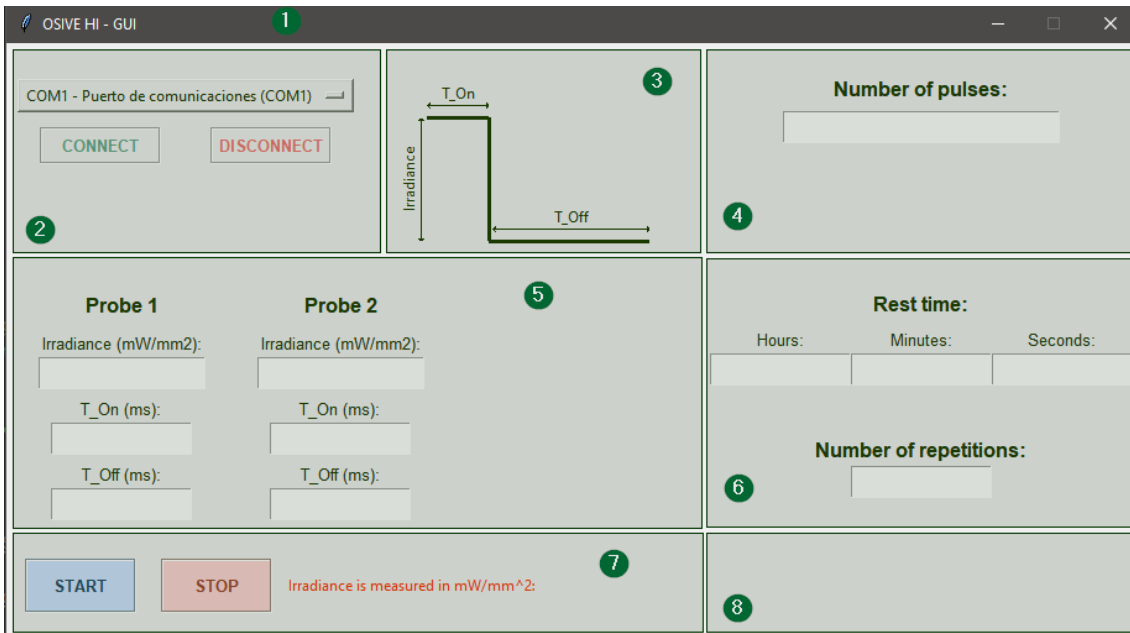 OSIVE HI - GUI
1
COM1 - Puerto de comunicaciones (COM1)
CONNECT
DISCONNECT
2
T_On
Irradiance
T_Off
3
Number of pulses:
4
5
Probe 1
Irradiance (mW/mm2):
T_On (ms):
T_Off (ms):
Probe 2
Irradiance (mW/mm2):
T_On (ms):
T_Off (ms):
Rest time:
Hours:
Minutes:
Seconds:
Number of repetitions:
6
START
STOP
Irradiance is measured in mW/mm^2:
7
8